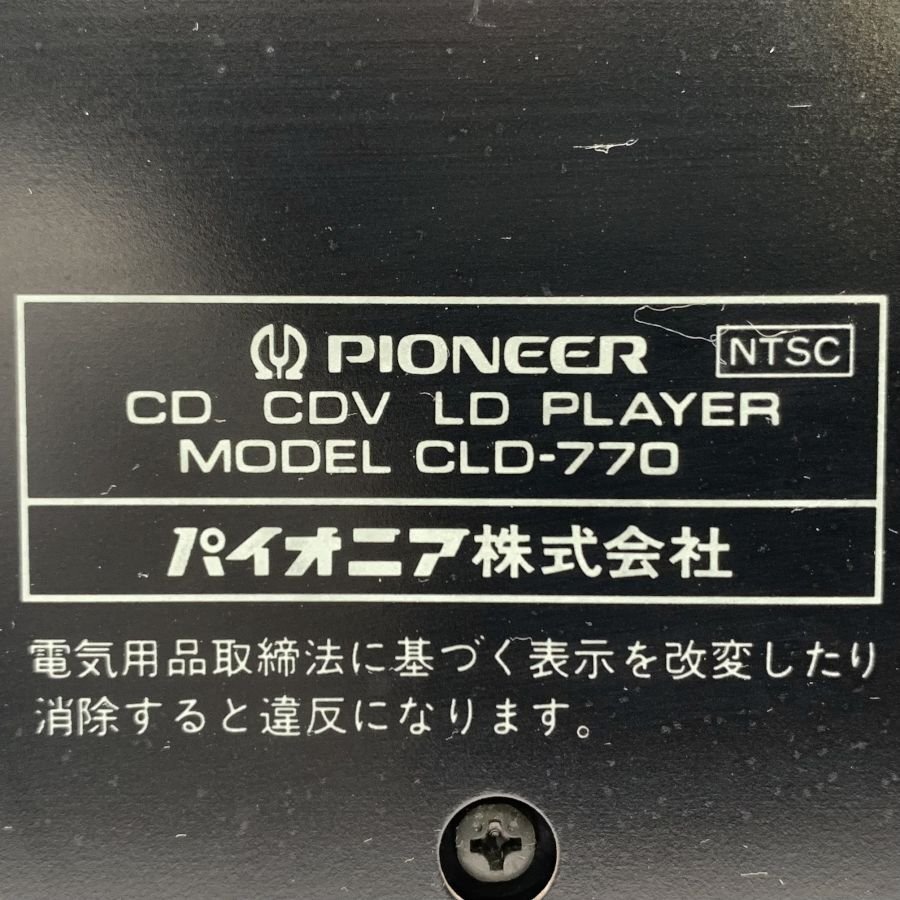 PIONEER NTSC
CD CDV LD PLAYER
MODEL CLD-770
パイオニア株式会社
電気用品取締法に基づく表示を改変したり
消除すると違反になります。